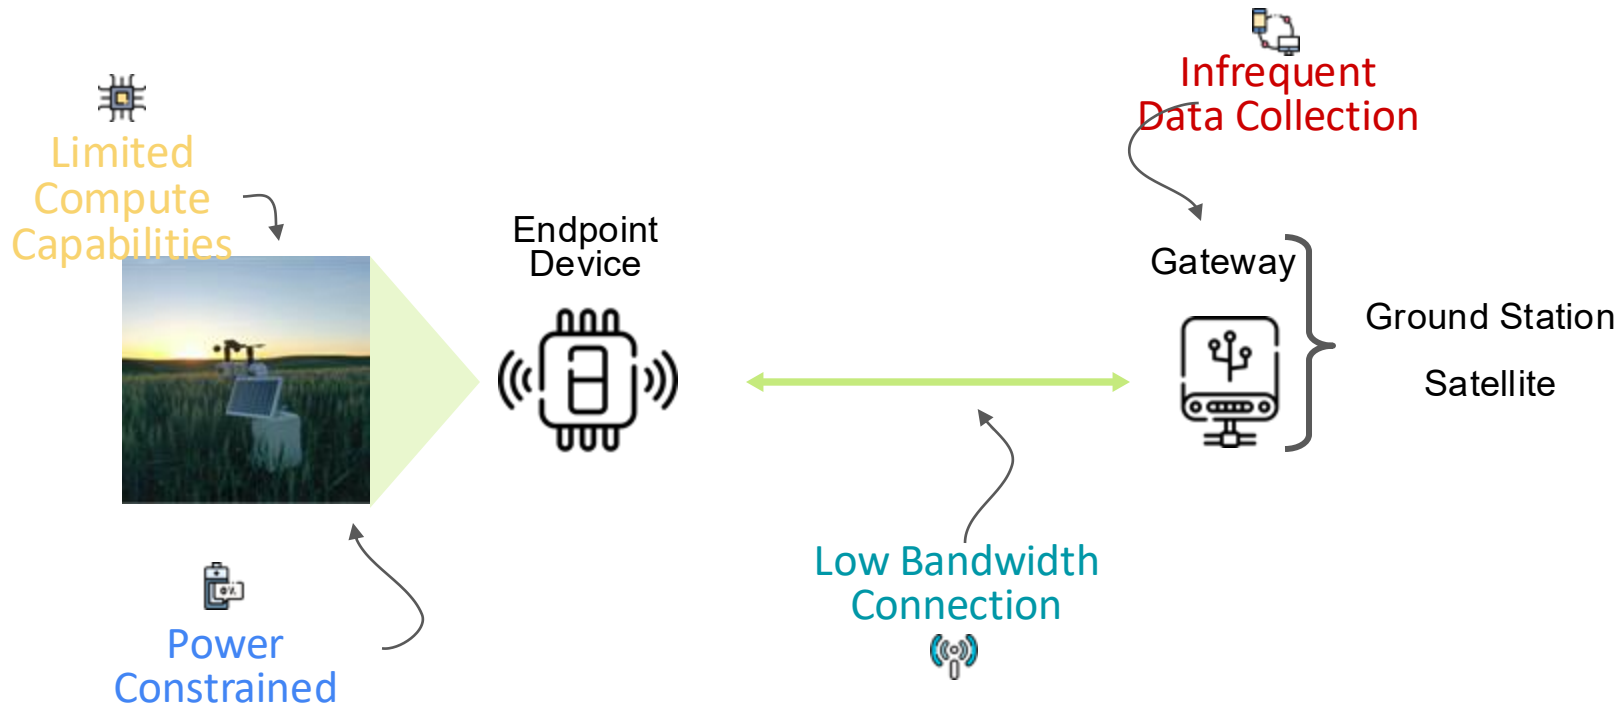 Infrequent
Data Collection
Limited
Compute
Capabilities
Endpoint
Device
Gateway
Ground Station
Satellite
Low Bandwidth
Connection
Power
Constrained